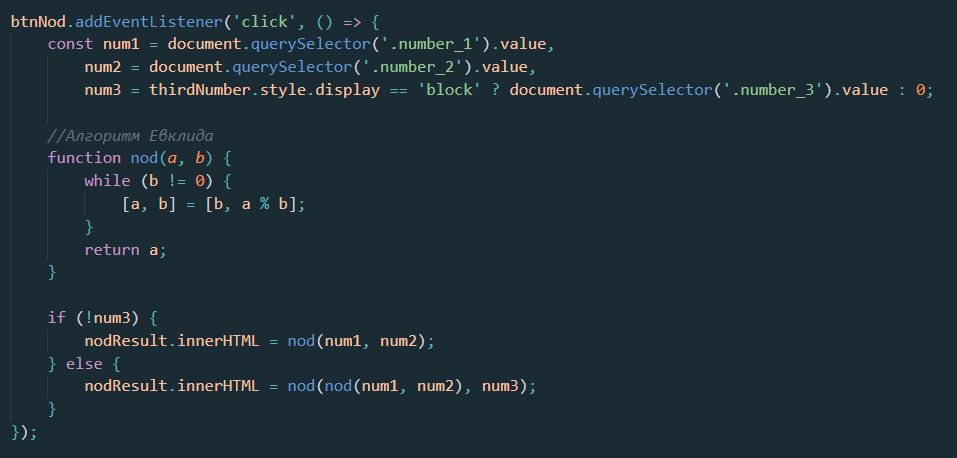 btnNod.addEventListener('click', () => {
    const num1 = document.querySelector('.number_1').value,
        num2 = document.querySelector('.number_2').value,
        num3 = thirdNumber.style.display == 'block' ? document.querySelector('.number_3').value : 0;

    //Алгоритм Евклида
    function nod(a, b) {
        while (b != 0) {
            [a, b] = [b, a % b];
        }
        return a;
    }

    if (!num3) {
        nodResult.innerHTML = nod(num1, num2);
    } else {
        nodResult.innerHTML = nod(nod(num1, num2), num3);
    }
});